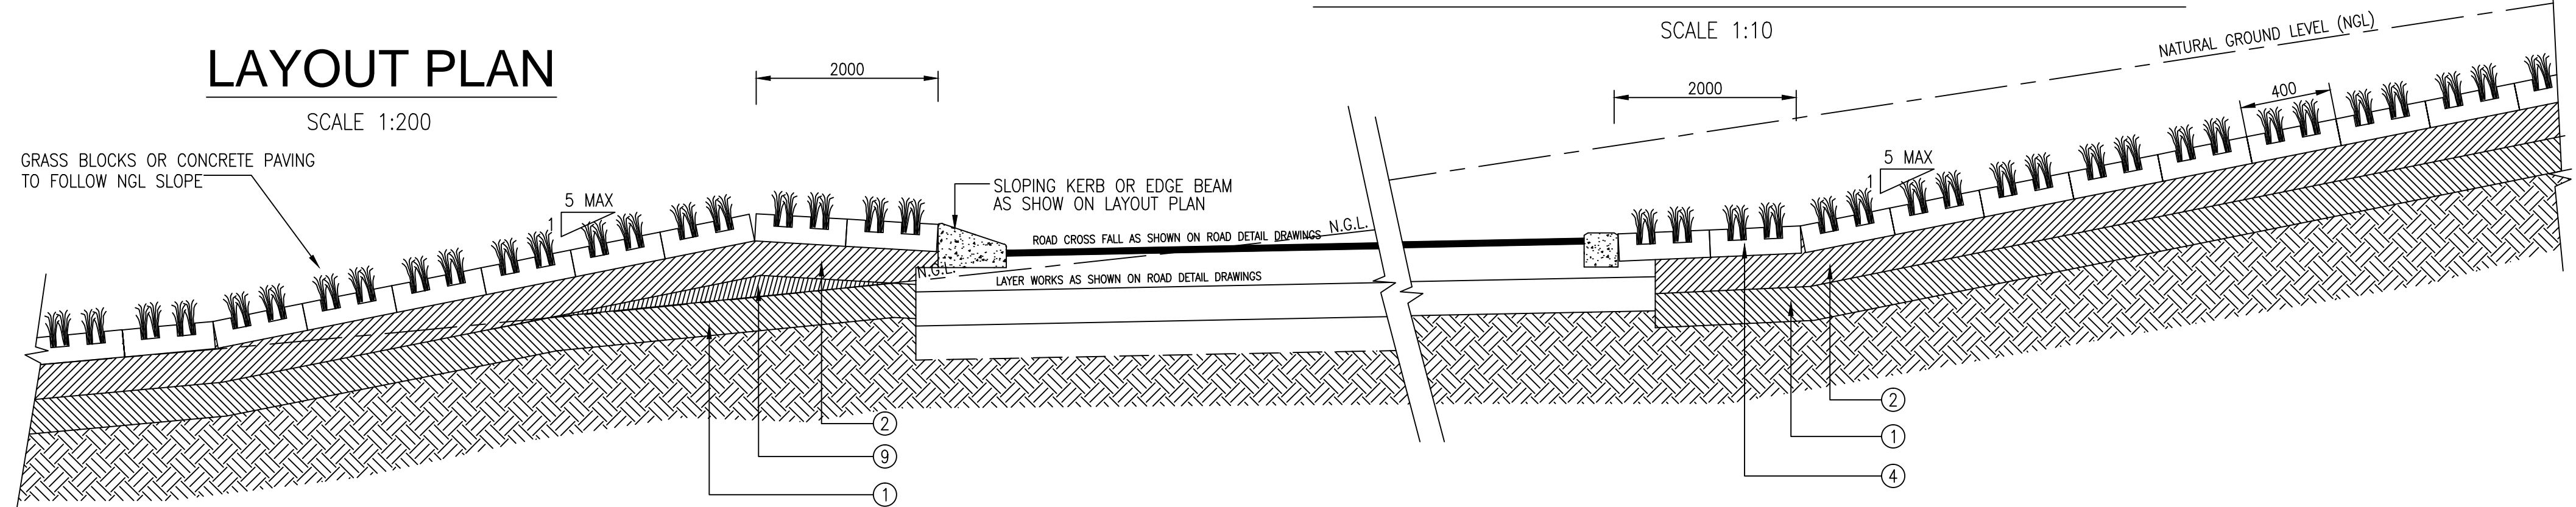 LAYOUT PLAN
SCALE 1:200
SCALE 1:10
GRASS BLOCKS OR CONCRETE PAVING
TO FOLLOW NGL SLOPE
5 MAX
1
2000
SLOPING KERB OR EDGE BEAM
AS SHOW ON LAYOUT PLAN
ROAD CROSS FALL AS SHOWN ON ROAD DETAIL DRAWINGS
N.G.L.
N.G.L.
LAYER WORKS AS SHOWN ON ROAD DETAIL DRAWINGS
2
9
1
2000
NATURAL GROUND LEVEL (NGL)
400
5 MAX
1
2
1
4